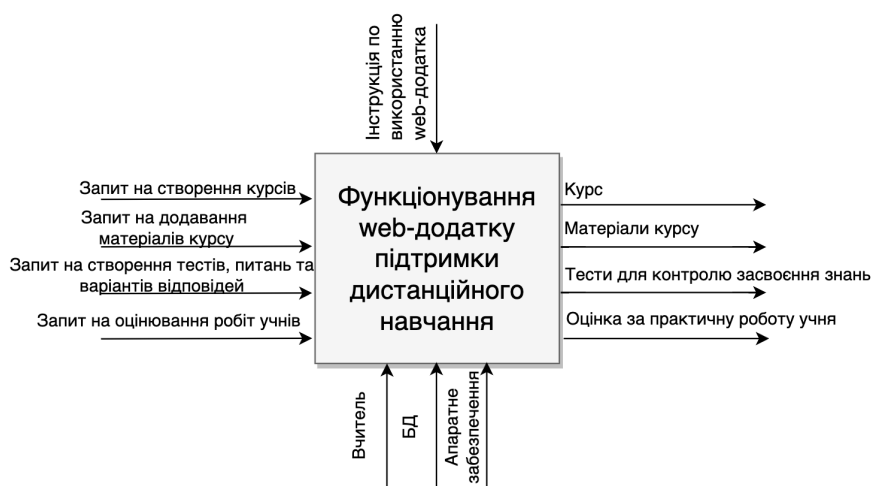 Інструкція по
використанню
web-додатка
Запит на створення курсів
Запит на додавання
матеріалів курсу
Запит на створення тестів, питань та
варіантів відповідей
Запит на оцінювання робіт учнів
Функціонування
web-додатку
підтримки
дистанційного
навчання
Курс
Матеріали курсу
Тести для контролю засвоєння знань
Оцінка за практичну роботу учня
Вчитель
БД
Апаратне
забезпечення